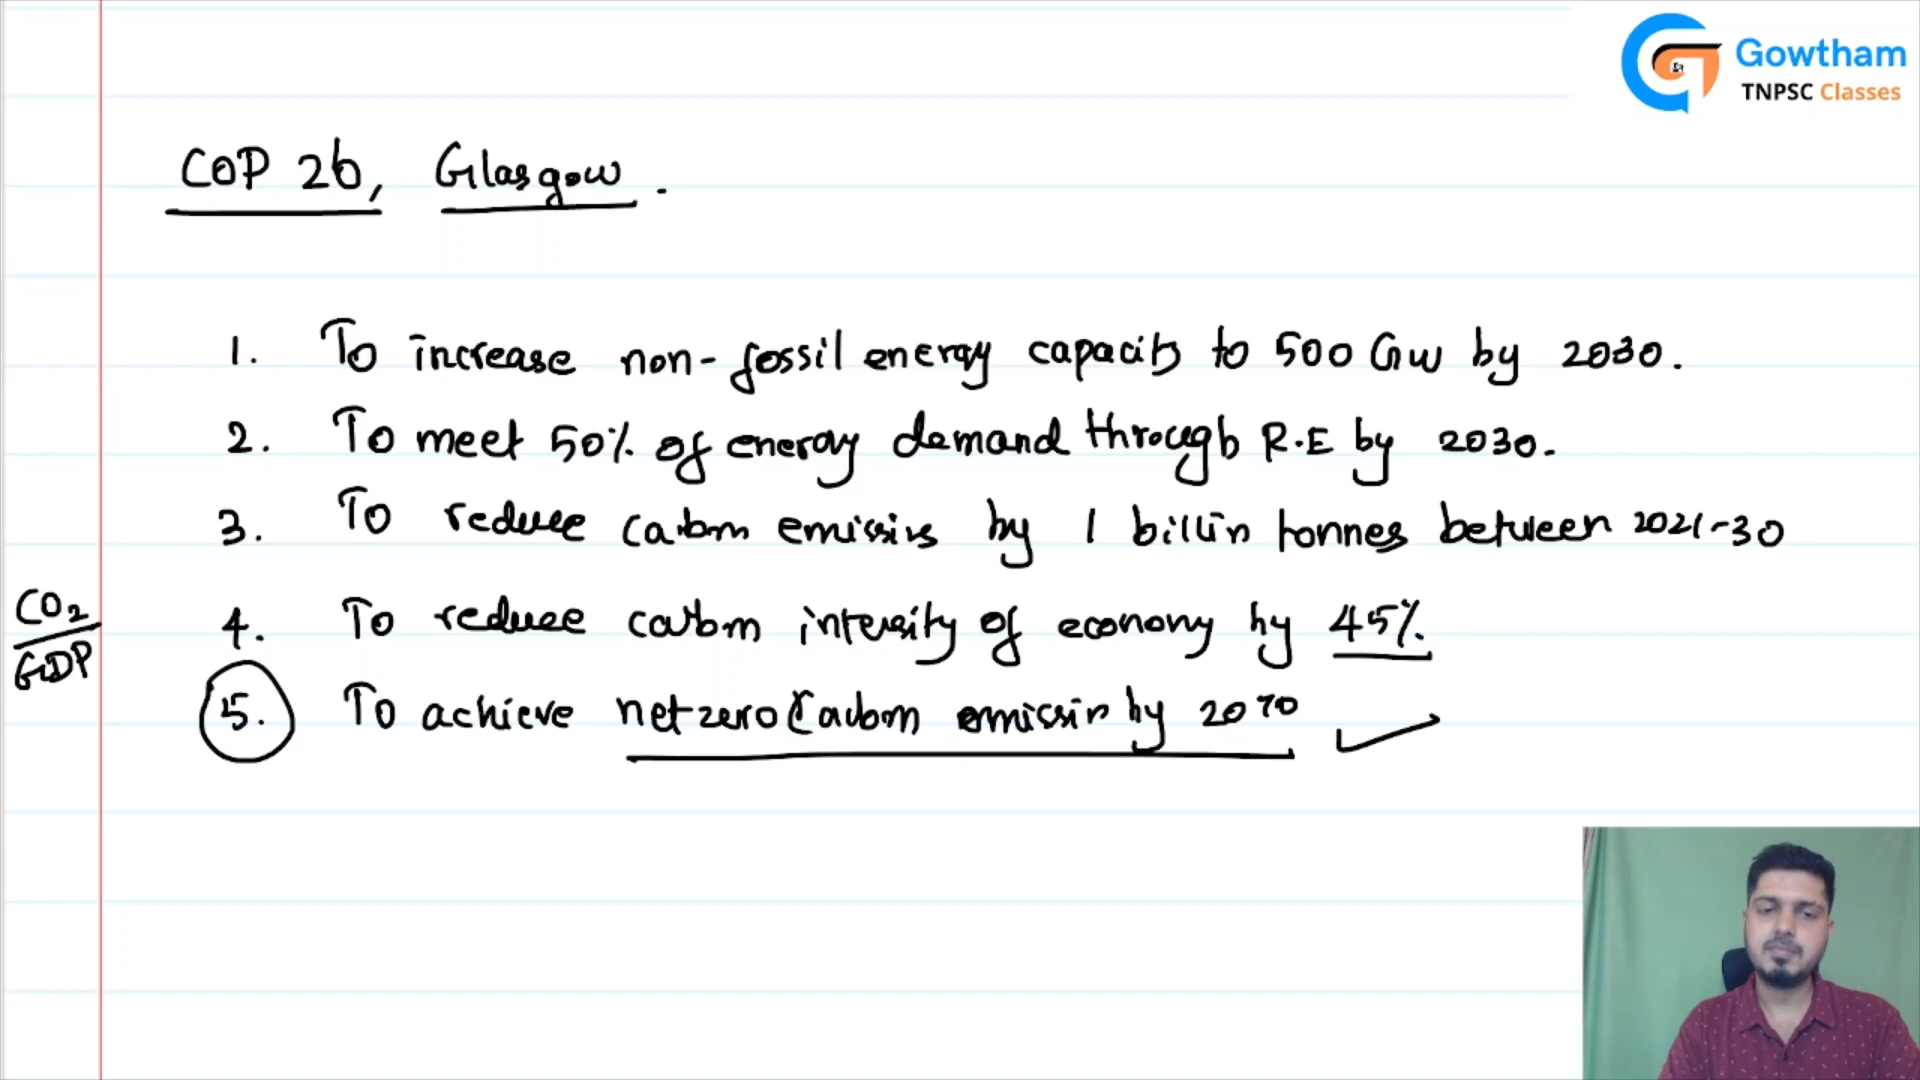 Gowtham
TNPSC Classes
COP 26, Glasgow.
1. To increase non-fossil energy capacity to 500 GW by 2030.
2. To meet 50% of energy demand through R.E by 2030.
3. To reduce carbon emissions by 1 billion tonnes between 2021-30
CO2/GDP
4. To reduce carbon intensity of economy by 45%.
5. To achieve net zero Carbon emission by 2070